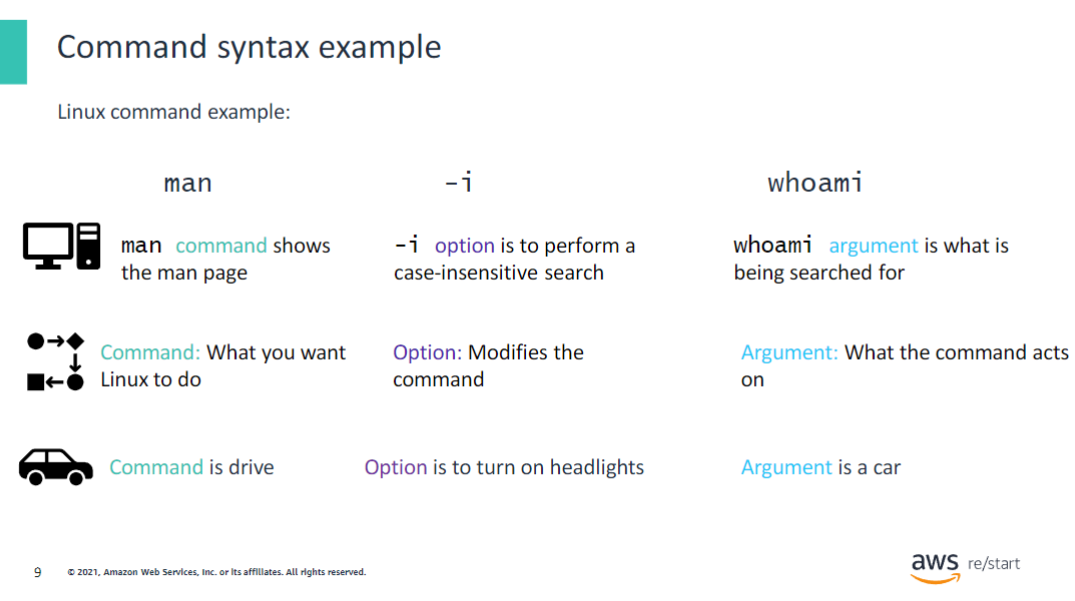 Command syntax example
Linux command example:
man
-i
whoami
man command shows
the man page
-i option is to perform a
case-insensitive search
whoami argument is what is
being searched for
Command: What you want
Linux to do
Option: Modifies the
command
Argument: What the command acts
on
Command is drive
Option is to turn on headlights
Argument is a car
9
© 2021, Amazon Web Services, Inc. or its affiliates. All rights reserved.
aws re/start